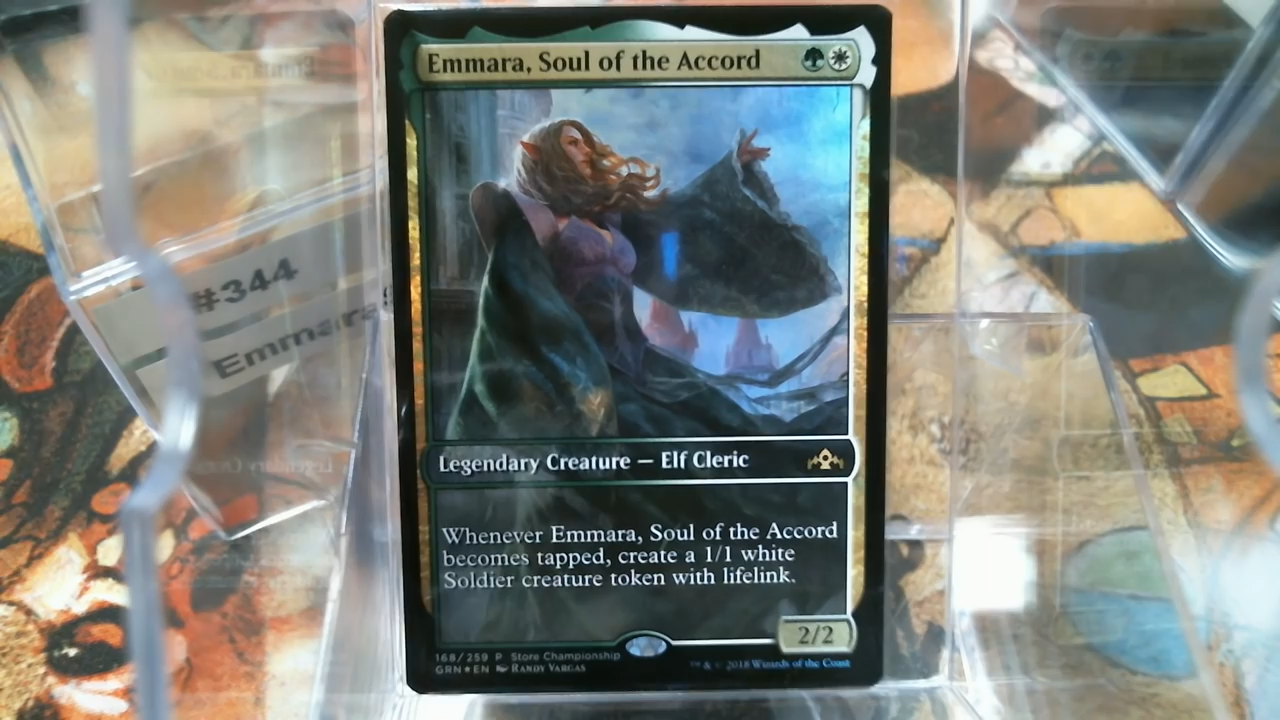 Emmara, Soul of the Accord
#344
Emmara
Legendary Creature — Elf Cleric
Whenever Emmara, Soul of the Accord
becomes tapped, create a 1/1 white
Soldier creature token with lifelink.
2/2
168/259 P Store Championship
GRN★EN Randy Vargas
™ & © 2018 Wizards of the Coast